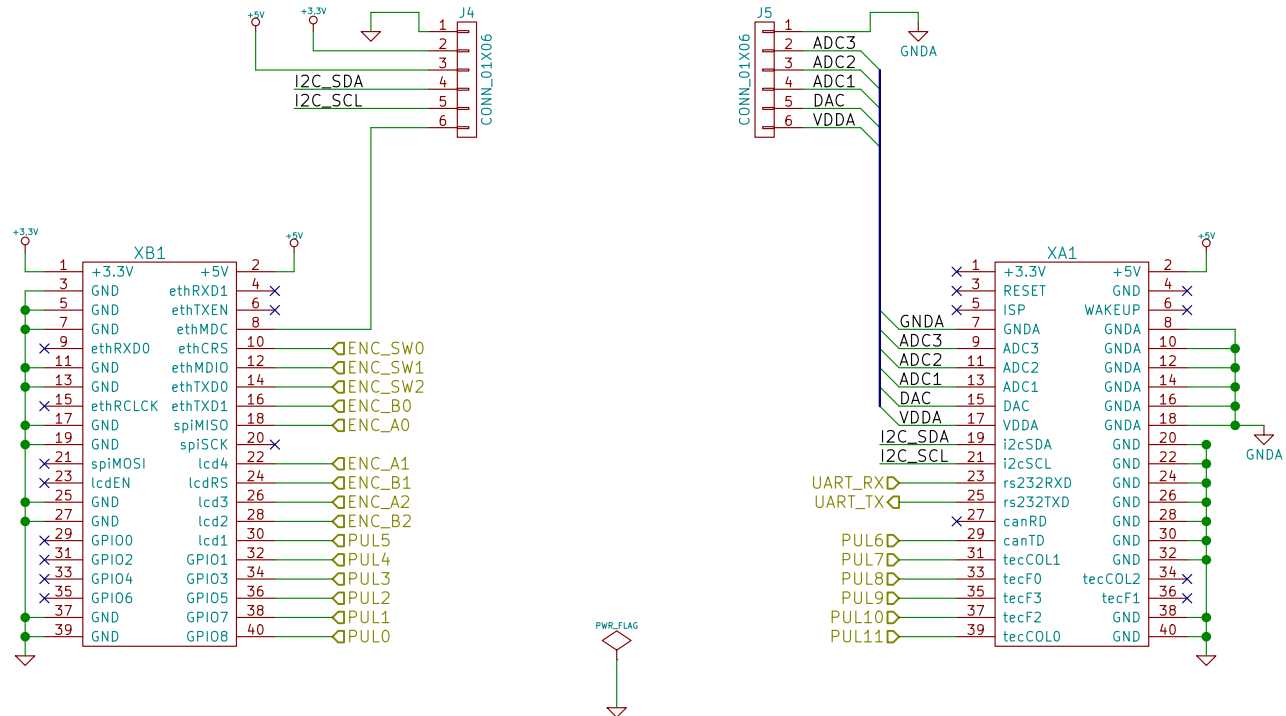 J4
+5V
+3.3V
1
2
3
I2C_SDA 4
I2C_SCL 5
6
CONN_01X06
J5
1
GNDA
2 ADC3
3 ADC2
4 ADC1
5 DAC
6 VDDA
CONN_01X06
XB1
+3.3V
+5V
1 +3.3V +5V 2
3 GND ethRXD1 4
5 GND ethTXEN 6
7 GND ethMDC 8
9 ethRXD0 ethCRS 10 ENC_SW0
11 GND ethMDIO 12 ENC_SW1
13 GND ethTXD0 14 ENC_SW2
15 ethRCLCK ethTXD1 16 ENC_B0
17 GND spiMISO 18 ENC_A0
19 GND spiSCK 20
21 spiMOSI lcd4 22 ENC_A1
23 lcdEN lcdRS 24 ENC_B1
25 GND lcd3 26 ENC_A2
27 GND lcd2 28 ENC_B2
29 GPIO0 lcd1 30 PUL5
31 GPIO2 GPIO1 32 PUL4
33 GPIO4 GPIO3 34 PUL3
35 GPIO6 GPIO5 36 PUL2
37 GND GPIO7 38 PUL1
39 GND GPIO8 40 PUL0
PWR_FLAG
XA1
+5V
1 +3.3V +5V 2
3 RESET GND 4
5 ISP WAKEUP 6
GNDA 7 GNDA GNDA 8
ADC3 9 ADC3 GNDA 10
ADC2 11 ADC2 GNDA 12
ADC1 13 ADC1 GNDA 14
DAC 15 DAC GNDA 16
VDDA 17 VDDA GNDA 18
GNDA
I2C_SDA 19 i2cSDA GND 20
I2C_SCL 21 i2cSCL GND 22
UART_RX 23 rs232RXD GND 24
UART_TX 25 rs232TXD GND 26
27 canRD GND 28
PUL6 29 canTD GND 30
PUL7 31 tecCOL1 GND 32
PUL8 33 tecF0 tecCOL2 34
PUL9 35 tecF3 tecF1 36
PUL10 37 tecF2 GND 38
PUL11 39 tecCOL0 GND 40